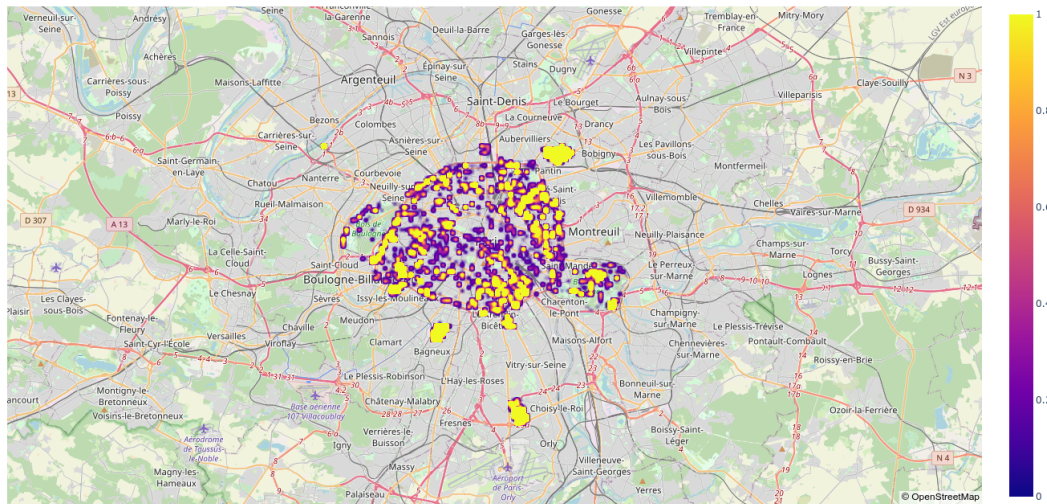 Verneuil-sur-
Seine
Andrésy
Conflans-
Sainte-Honorine
Franconville
la-Garenne
Sannois
Deuil-la-Barre
Gonesse
Garges-lès-
Gonesse
Tremblay-en-
France
Mitry-Mory
LGV Est europ
Achères
Maisons-Laffitte
Épinay-sur-
Seine
Stains
Dugny
Villepinte
Carrières-sous-
Poissy
Poissy
Argenteuil
Saint-Denis
Le Bourget
Aulnay-sous-
Bois
Villeparisis
Claye-Souilly
N 3
13
Bezons
Colombes
La Courneuve
Drancy
Carrières-sur-
Seine
Asnières-sur-
Seine
Aubervilliers
Bobigny
Les Pavillons-
sous-Bois
Montfermeil
Saint-Germain-
en-Laye
Chatou
Nanterre
Courbevoie
Neuilly-sur-
Seine
Pantin
Villemomble
Chelles
Vaires-sur-Marne
D 934
D 307
A 13
Marly-le-Roi
Rueil-Malmaison
Montreuil
Neuilly-Plaisance
Champs-sur-
Marne
Torcy
Bussy-Saint-
Georges
La Celle-Saint-
Cloud
Saint-Cloud
Le Perreux-
sur-Marne
Lognes
Les Clayes-
sous-Bois
Le Chesnay
Boulogne-Bill
Sèvres
Issy-les-Mouline
Charenton-
le-Pont
Champigny-
sur-Marne
Plaisir
Fontenay-le-
Fleury
Versailles
Chaville
Meudon
Bicêt
Maisons-Alfort
Le Plessis-Trévise
Pontault-Combault
Saint-Cyr-l'École
Viroflay
Clamart
Bagneux
Vitry-sur-Seine
Chennevières-
sur-Marne
Roissy-en-Brie
Le Plessis-Robinson
L'Haÿ-les-Roses
Bonneuil-sur-
Marne
Montigny-le-
Bretonneux
Voisins-le-Bretonneux
Base aérienne
107 Villacoublay
Châtenay-Malabry
Fresnes
Choisy-le-Roi
Ozoir-la-Ferrière
Aérodrome
de Toussus-
le-Noble
Verrières-le-
Buisson
Igny
Orly
Boissy-Saint-
Léger
N 4
Magny-les-
Hameaux
Massy
Palaiseau
Aéroport de
Paris-
Orly
Villeneuve-
Saint-Georges
Yerres
© OpenStreetMap
1
0.8
0.6
0.4
0.2
0